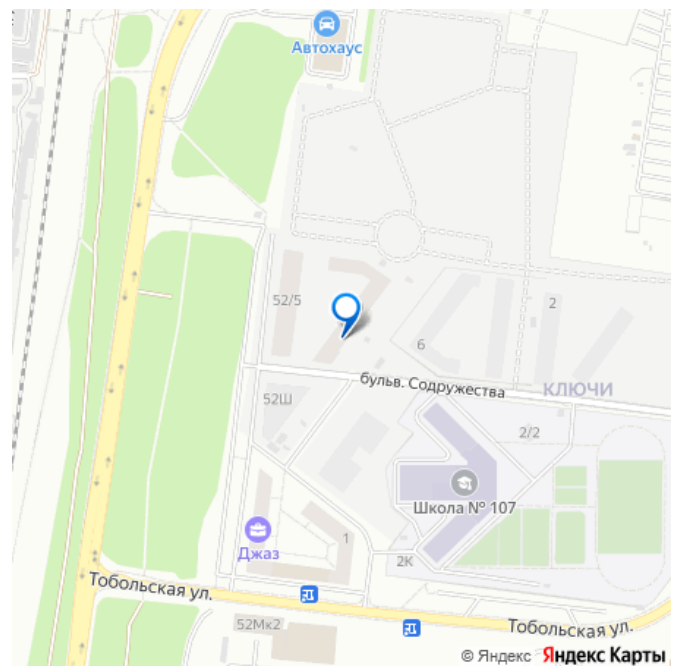 Автохаус
52/5
2
6
бульв. Содружества
КЛЮЧИ
52Ш
2/2
Школа № 107
Джаз
1
2К
Тобольская ул.
52Мк2
Тобольская ул.
© Яндекс Яндекс Карты